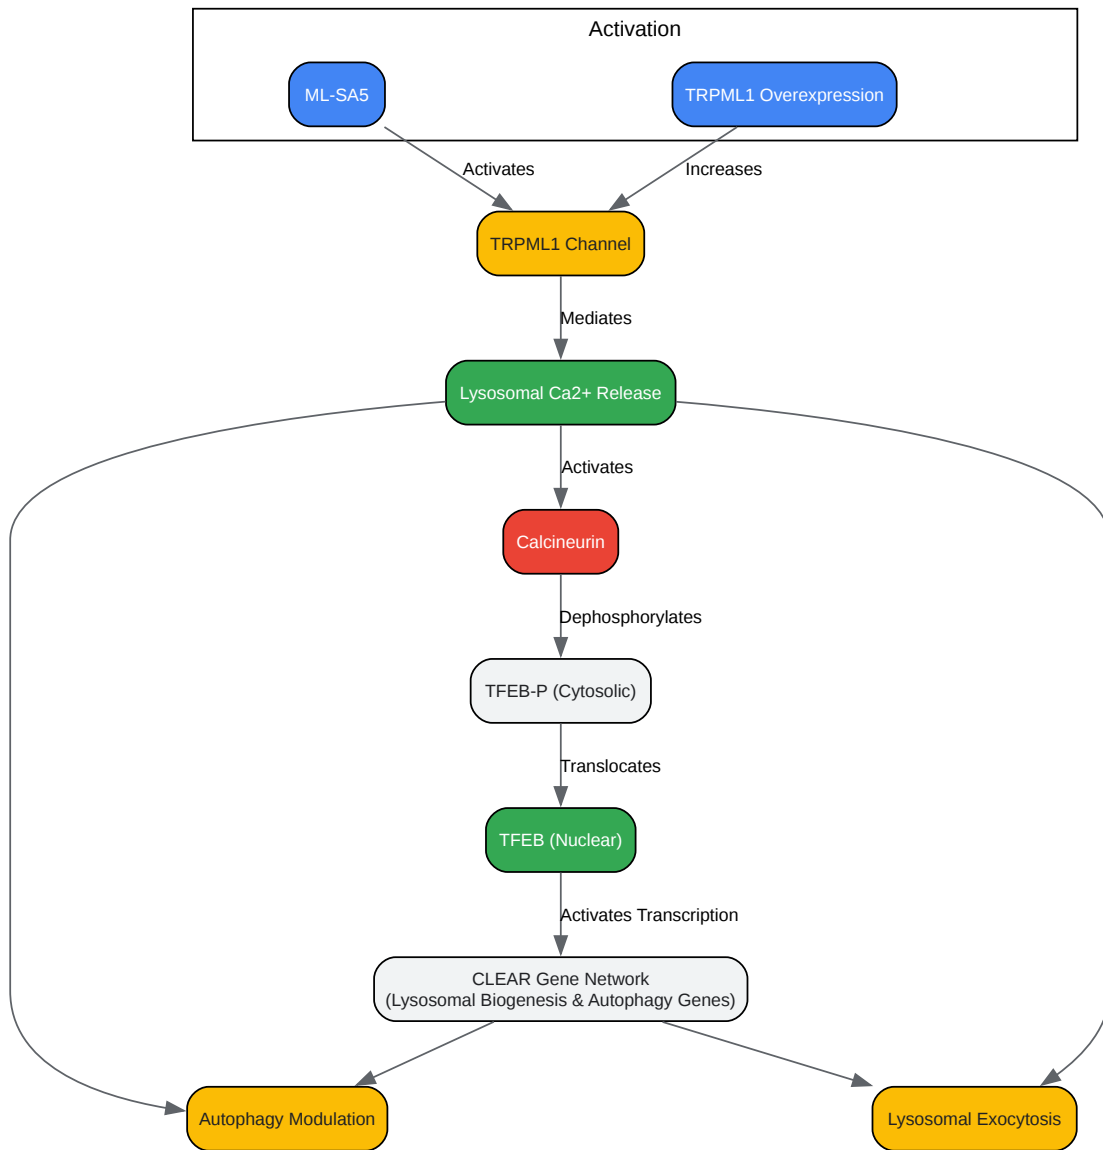 Activation
ML-SA5
TRPML1 Overexpression
Activates
Increases
TRPML1 Channel
Mediates
Lysosomal Ca2+ Release
Activates
Calcineurin
Dephosphorylates
TFEB-P (Cytosolic)
Translocates
TFEB (Nuclear)
Activates Transcription
CLEAR Gene Network
(Lysosomal Biogenesis & Autophagy Genes)
Autophagy Modulation
Lysosomal Exocytosis